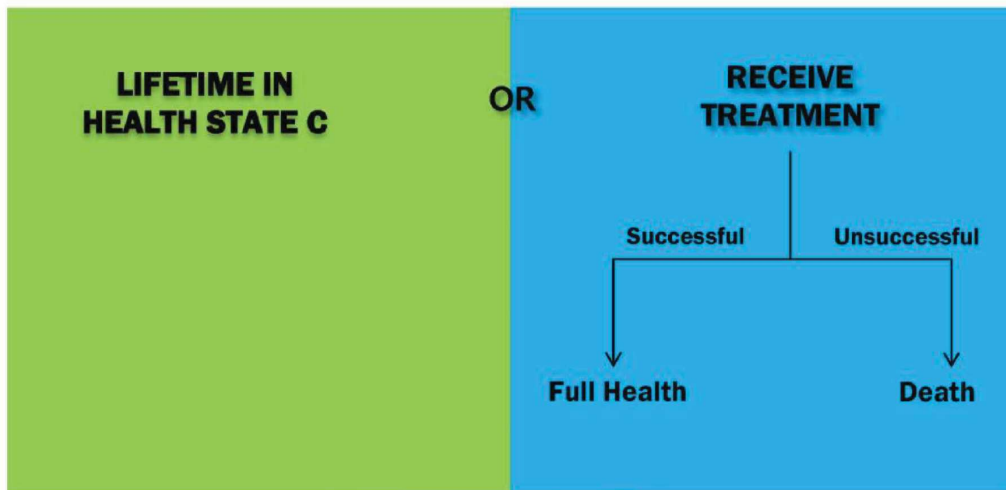 LIFETIME IN
HEALTH STATE C
OR
RECEIVE
TREATMENT
Successful
Unsuccessful
Full Health
Death